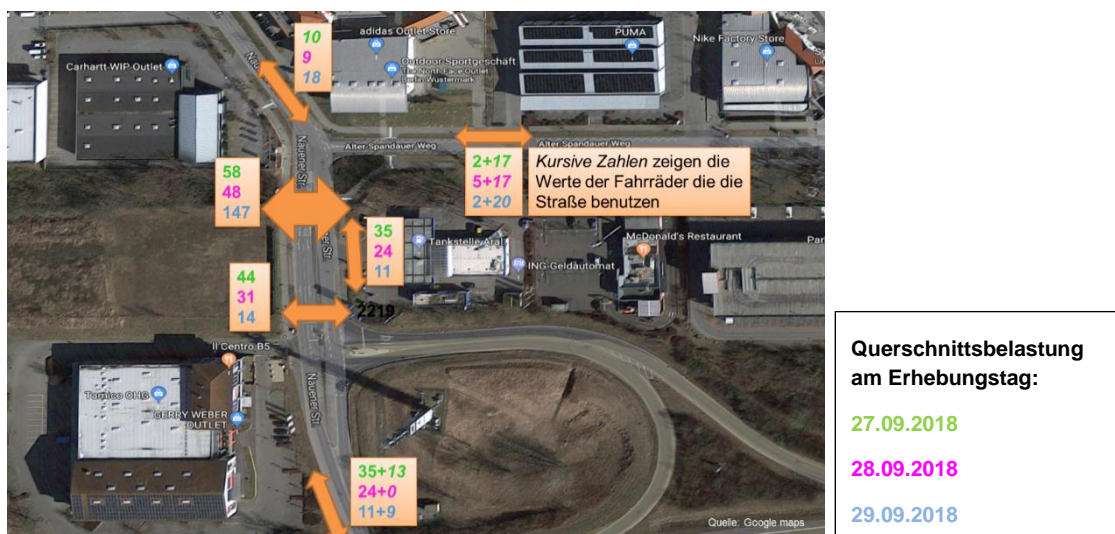 10
9
18
adidas Outlet Store
PUMA
Nike Factory Store
Outdoor Sportgeschäft
The North Face Outlet
Berlin Wustermark
Carhartt-WIP-Outlet
Nauener Str.
Alter Spandauer Weg
Alter Spandauer Weg
58
48
147
2+17
5+17
2+20
Kursive Zahlen zeigen die
Werte der Fahrräder die die
Straße benutzen
35
24
11
Tankstelle Aral
McDonald's Restaurant
ING-Geldautomat
44
31
14
2219
Il Centro B5
Tamico OHG
GERRY WEBER
OUTLET
Nauener Str.
35+13
24+0
11+9
Quelle: Google maps
Querschnittsbelastung
am Erhebungstag:
27.09.2018
28.09.2018
29.09.2018